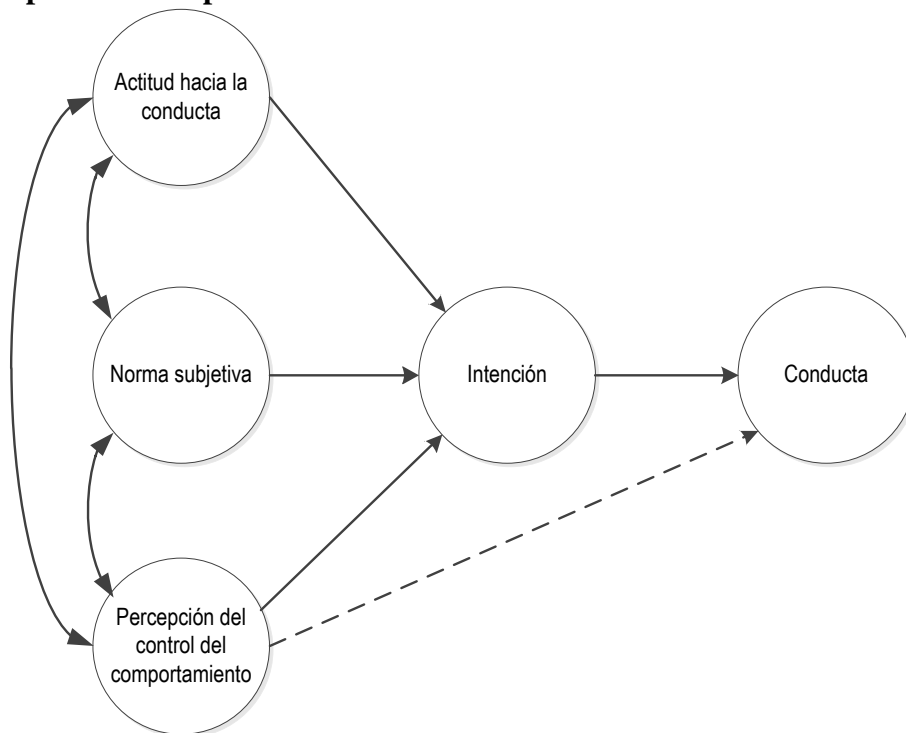 Actitud hacia la
conducta
Norma subjetiva
Intención
Conducta
Percepción del
control del
comportamiento